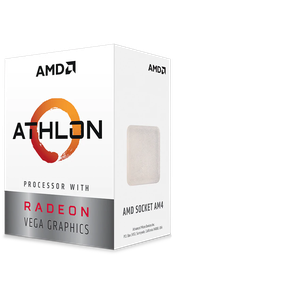 AMD
ATHLON
PROCESSOR WITH
RADEON
VEGA GRAPHICS
AMD
AMD SOCKET AM4